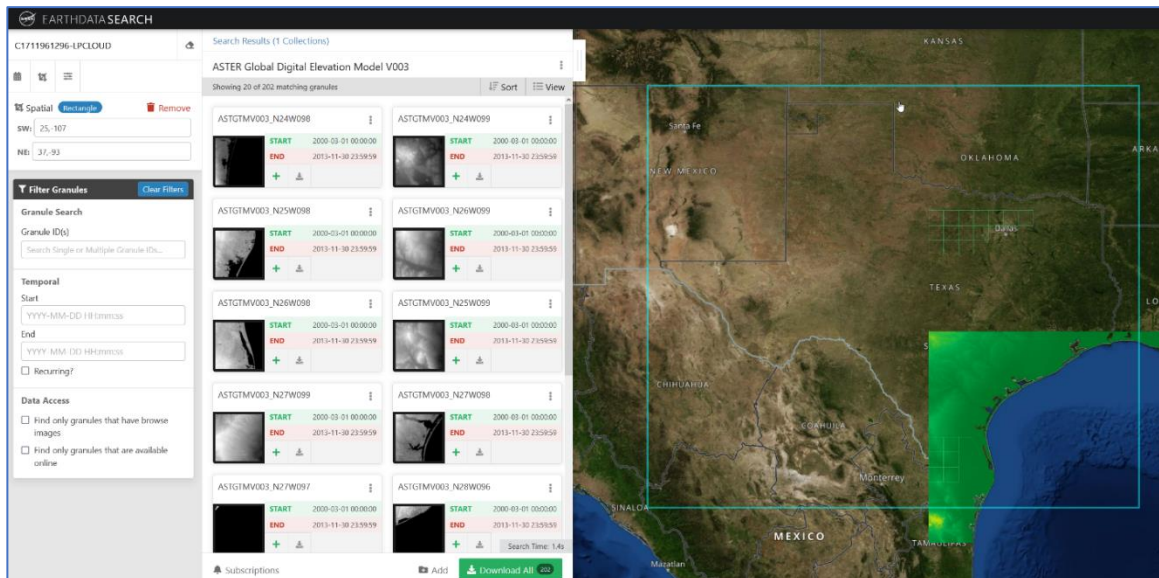 EARTHDATA SEARCH
C1711961296-LPCLOUD
Spatial Rectangle Remove
SW: 25,-107
NE: 37,-93
Filter Granules Clear Filters
Granule Search
Granule ID(s)
Search Single or Multiple Granule IDs...
Temporal
Start
YYYY-MM-DD HH:mm:ss
End
YYYY-MM-DD HH:mm:ss
Recurring?
Data Access
Find only granules that have browse
images
Find only granules that are available
online
Search Results (1 Collections)
ASTER Global Digital Elevation Model V003
Showing 20 of 202 matching granules Sort View
ASTGTMV003_N24W098 ASTGTMV003_N24W099
START 2000-03-01 00:00:00 START 2000-03-01 00:00:00
END 2013-11-30 23:59:59 END 2013-11-30 23:59:59
ASTGTMV003_N25W098 ASTGTMV003_N26W099
START 2000-03-01 00:00:00 START 2000-03-01 00:00:00
END 2013-11-30 23:59:59 END 2013-11-30 23:59:59
ASTGTMV003_N26W098 ASTGTMV003_N25W099
START 2000-03-01 00:00:00 START 2000-03-01 00:00:00
END 2013-11-30 23:59:59 END 2013-11-30 23:59:59
ASTGTMV003_N27W099 ASTGTMV003_N27W098
START 2000-03-01 00:00:00 START 2000-03-01 00:00:00
END 2013-11-30 23:59:59 END 2013-11-30 23:59:59
ASTGTMV003_N27W097 ASTGTMV003_N28W096
START 2000-03-01 00:00:00 START 2000-03-01 00:00:00
END 2013-11-30 23:59:59 END 2013-11-30 23:59:59
Search Time: 1.4s
Subscriptions Add Download All 202
KANSAS
Santa Fe
OKLAHOMA
ARKA
NEW MEXICO
Dallas
TEXAS
LO
S
CHIHUAHUA
COAHUILA
Monterrey
SINALOA
MEXICO
TAMAULIPAS
Mazatlan